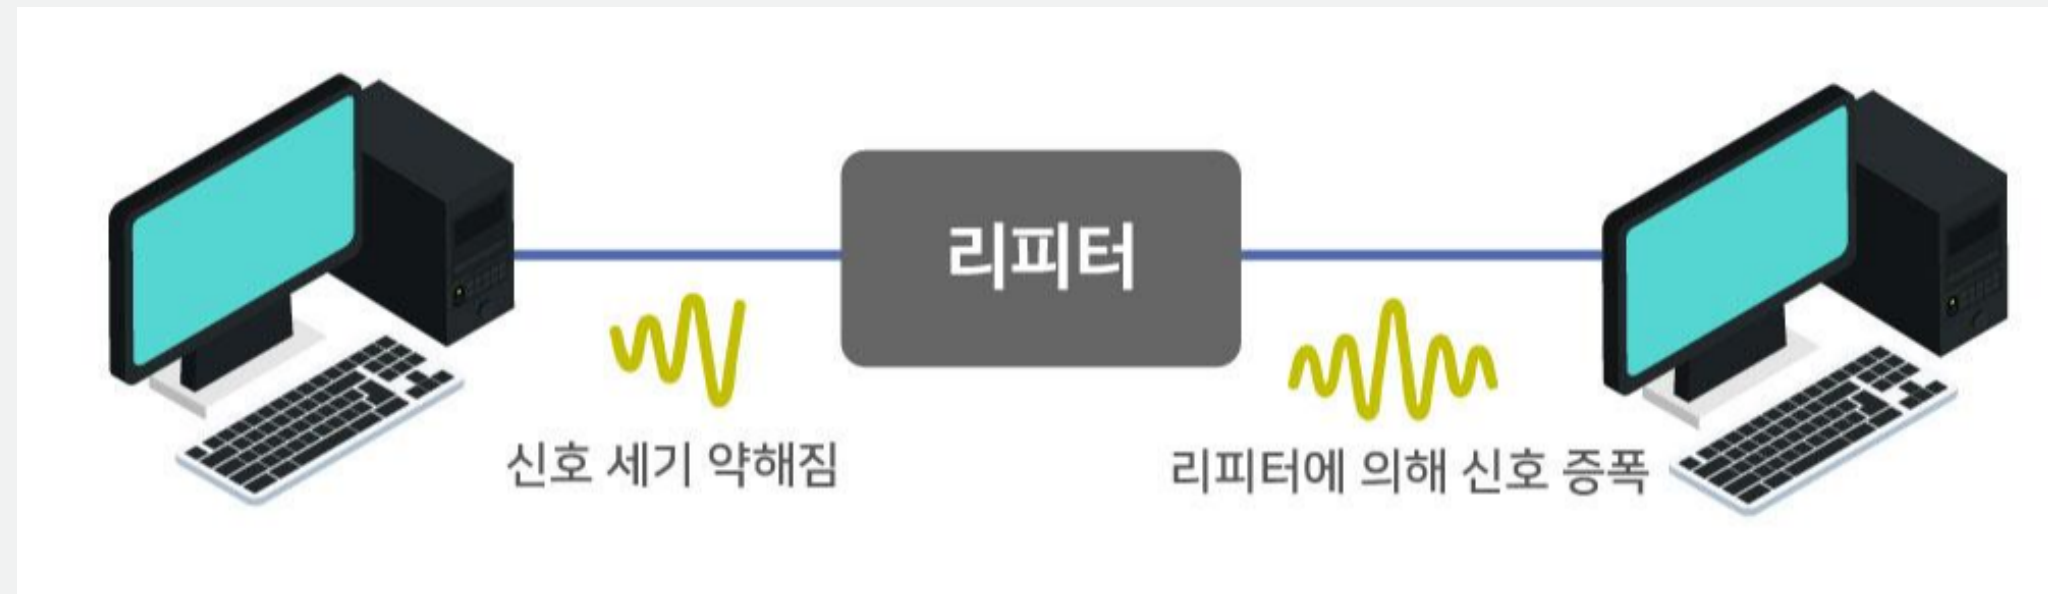 리피터
신호 세기 약해짐
리피터에 의해 신호 증폭